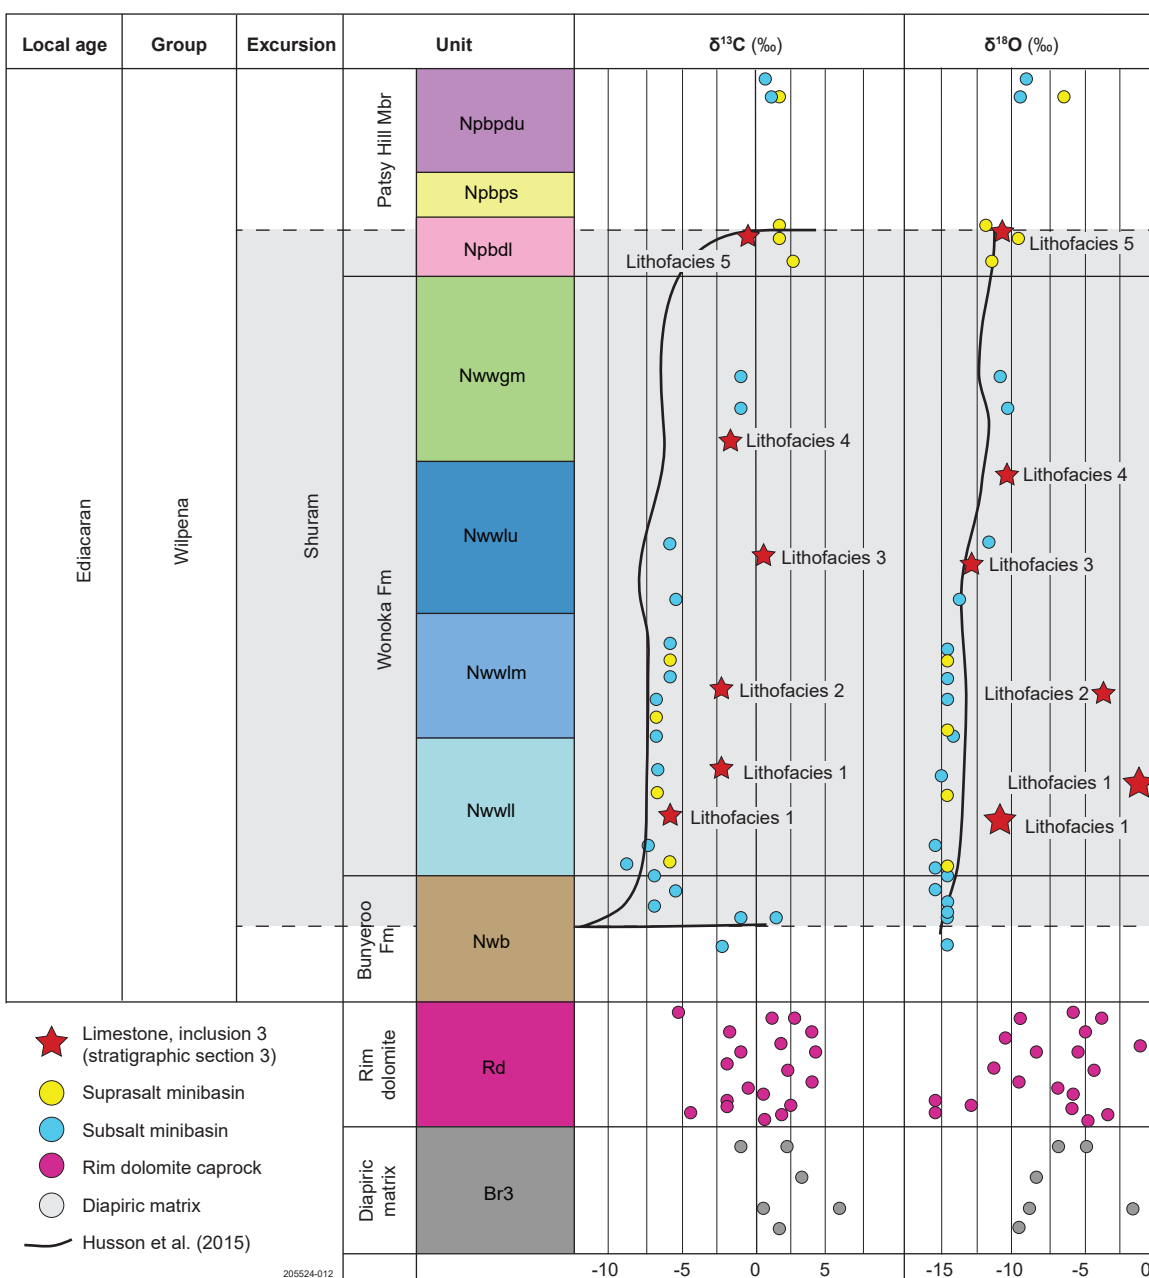 Local age
Group
Excursion
Unit
δ¹³C (‰)
δ¹⁸O (‰)
Ediacaran
Wilpena
Shuram
Patsy Hill Mbr
Wonoka Fm
Bunyeroo
Fm
Rim
dolomite
Diapiric
matrix
Npbpdu
Npbps
Npbdl
Nwwgm
Nwwlu
Nwwlm
Nwwll
Nwb
Rd
Br3
Lithofacies 5
Lithofacies 4
Lithofacies 3
Lithofacies 2
Lithofacies 1
Lithofacies 1
Lithofacies 5
Lithofacies 4
Lithofacies 3
Lithofacies 2
Lithofacies 1
Lithofacies 1
Limestone, inclusion 3
(stratigraphic section 3)
Suprasalt minibasin
Subsalt minibasin
Rim dolomite caprock
Diapiric matrix
Husson et al. (2015)
205524-012
-10 -5 0 5
-15 -10 -5 0